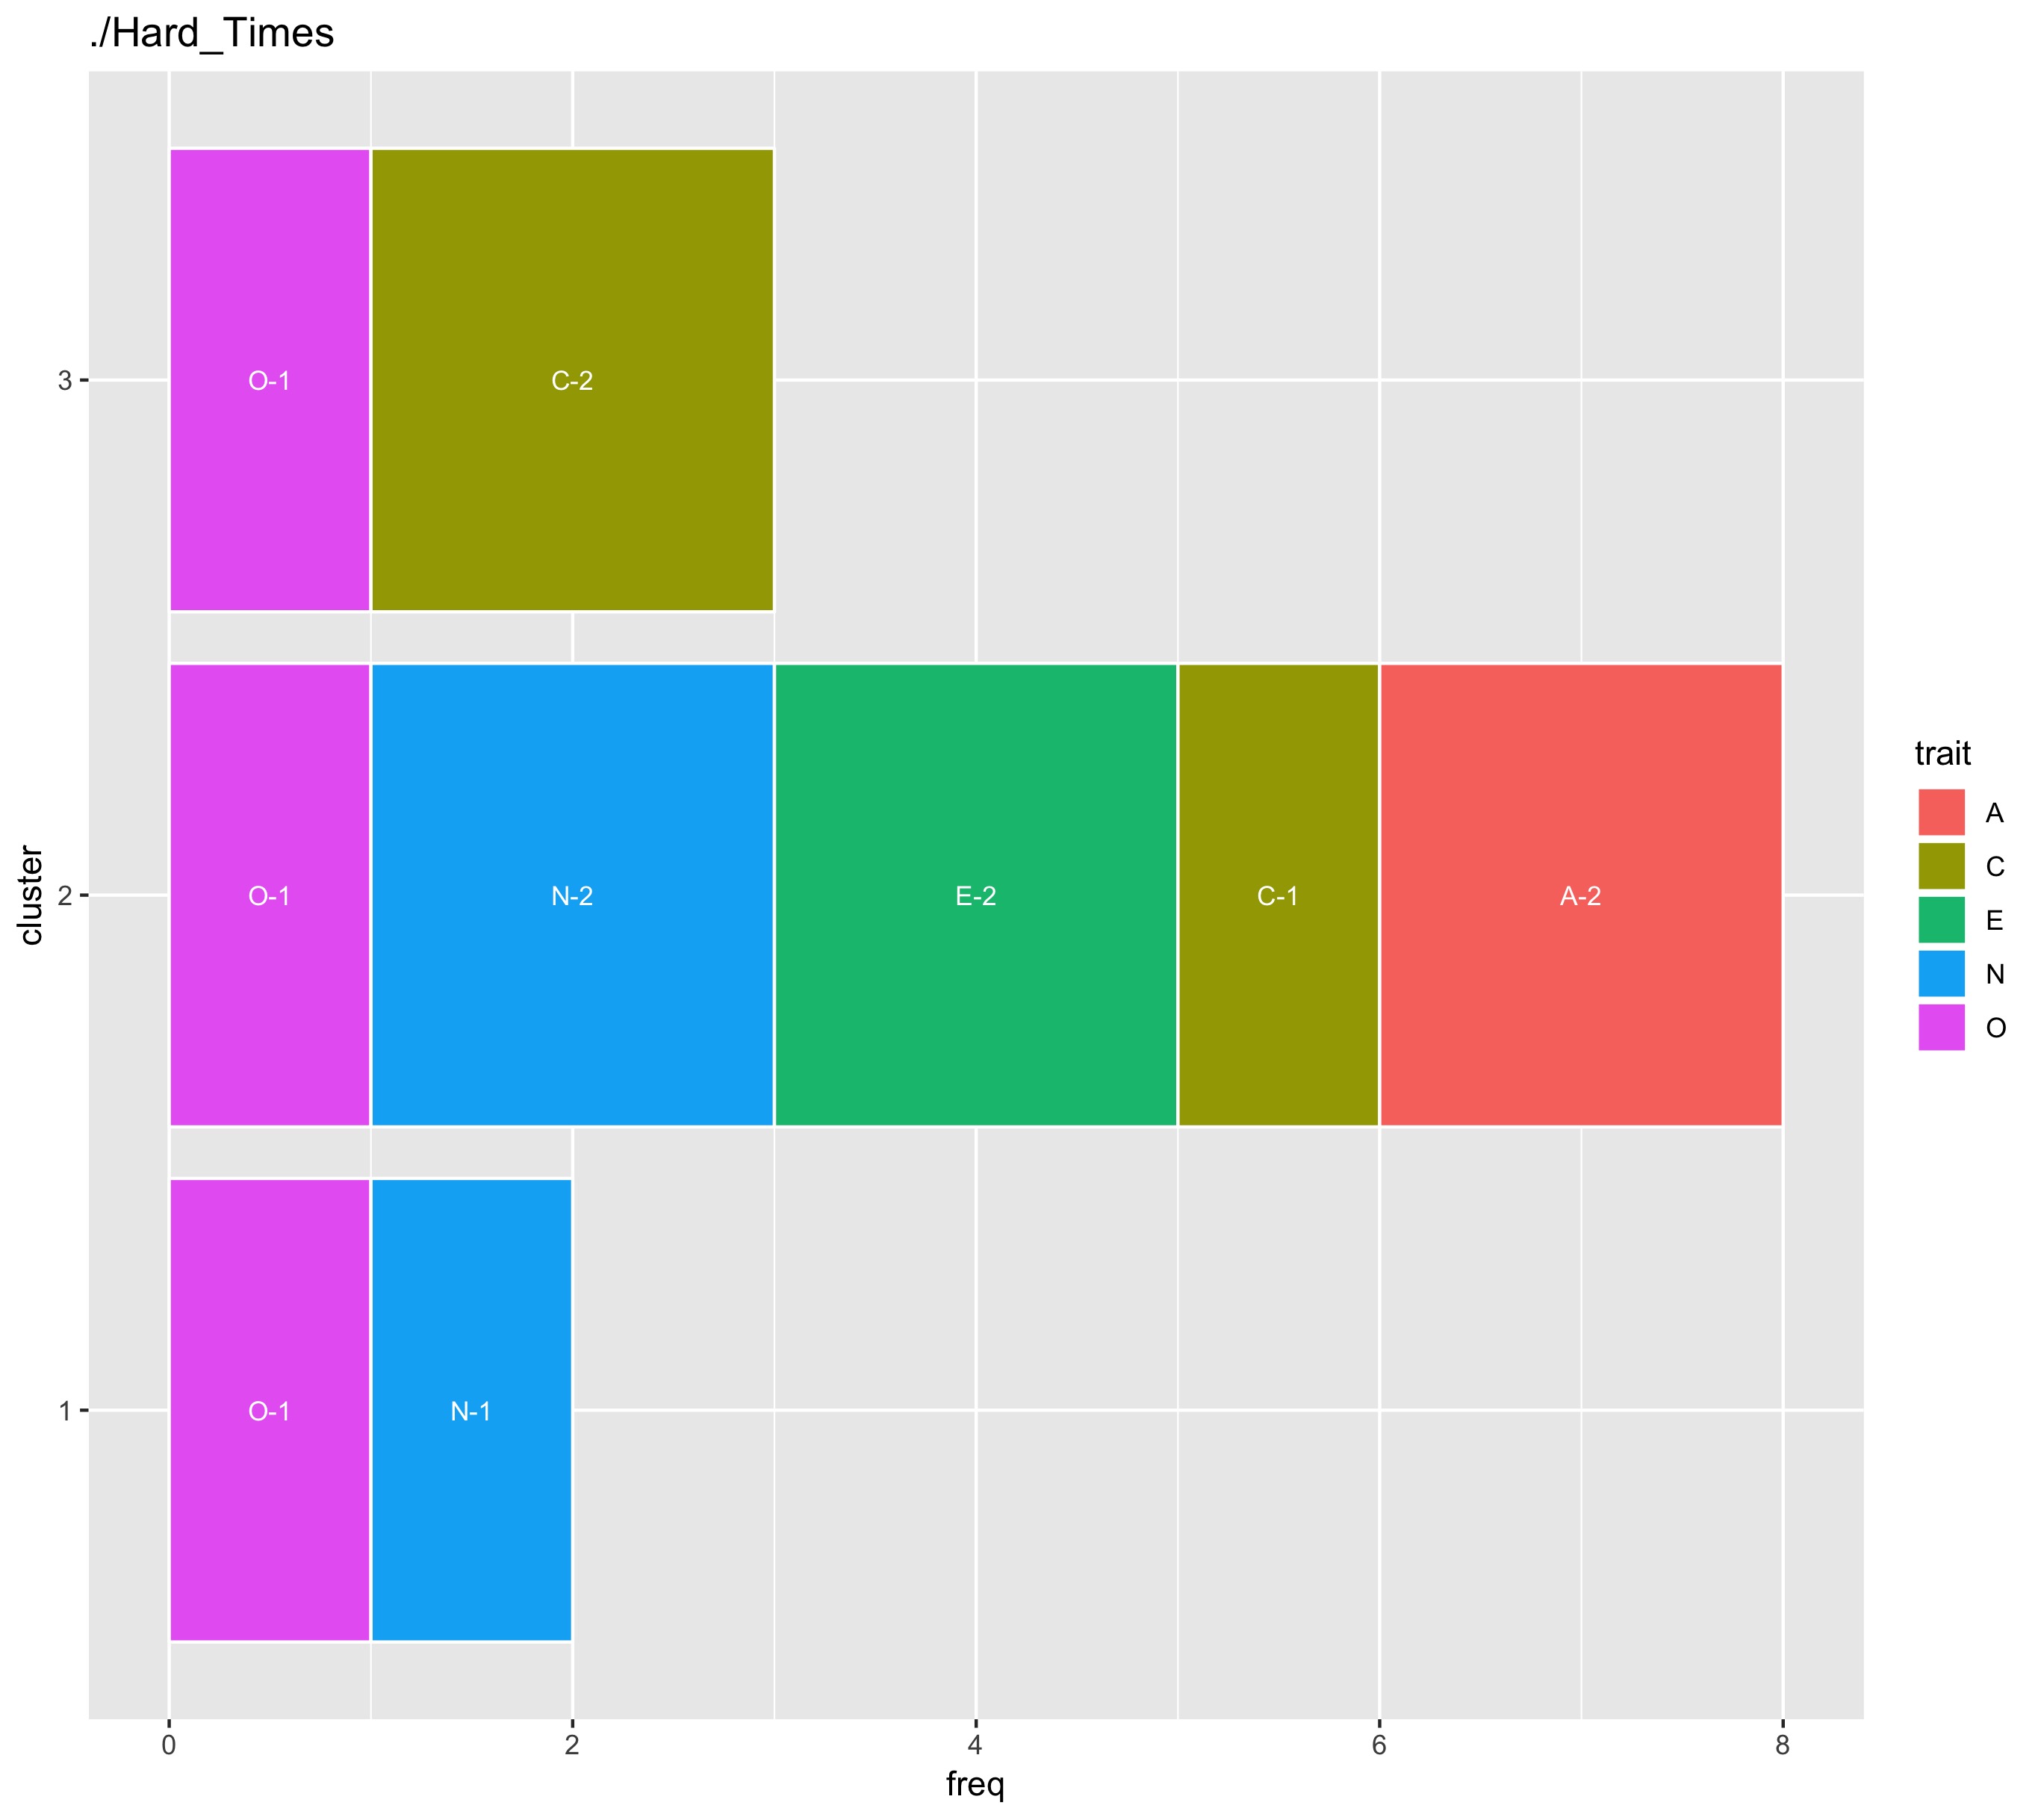 ./Hard_Times
3
O-1
C-2
cluster
2
O-1
N-2
E-2
C-1
A-2
1
O-1
N-1
0
2
4
6
8
freq
trait
A
C
E
N
O